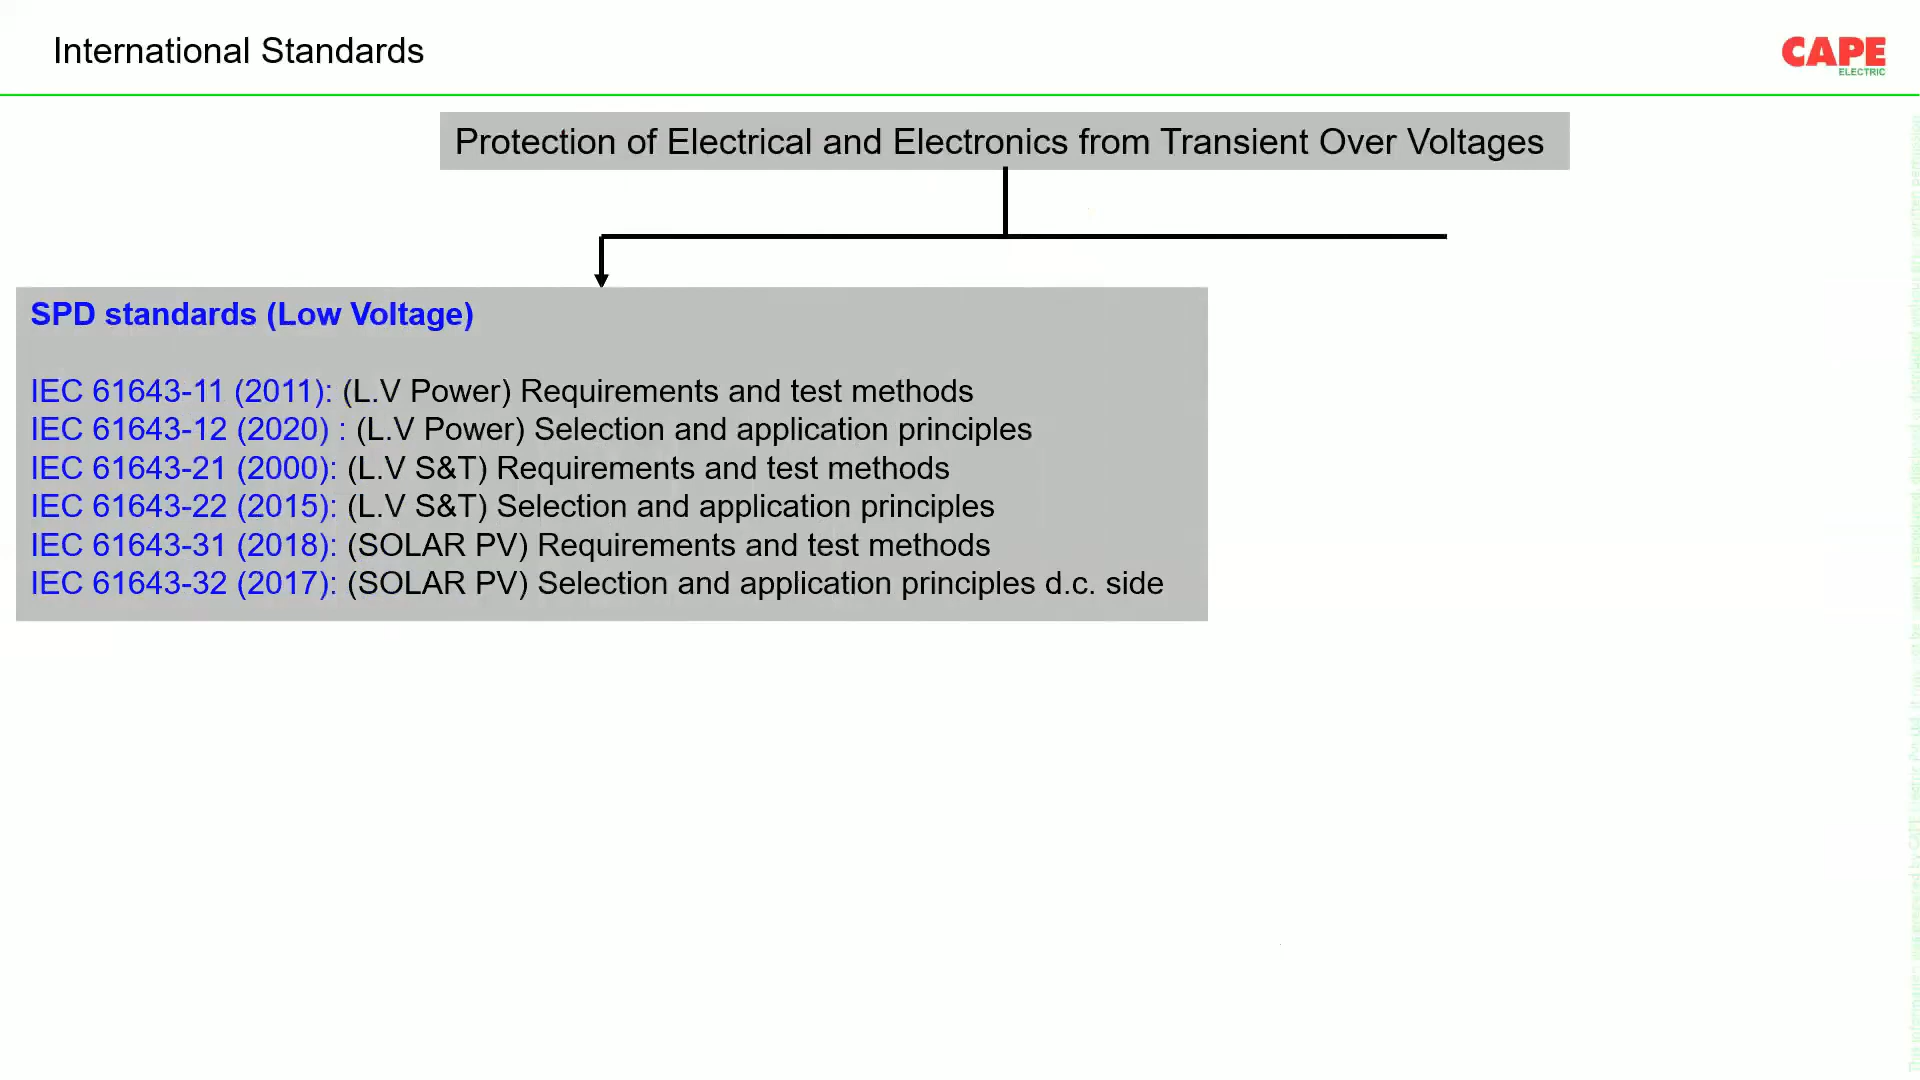 International Standards
CAPE
ELECTRIC
Protection of Electrical and Electronics from Transient Over Voltages
SPD standards (Low Voltage)
IEC 61643-11 (2011): (L.V Power) Requirements and test methods
IEC 61643-12 (2020) : (L.V Power) Selection and application principles
IEC 61643-21 (2000): (L.V S&T) Requirements and test methods
IEC 61643-22 (2015): (L.V S&T) Selection and application principles
IEC 61643-31 (2018): (SOLAR PV) Requirements and test methods
IEC 61643-32 (2017): (SOLAR PV) Selection and application principles d.c. side